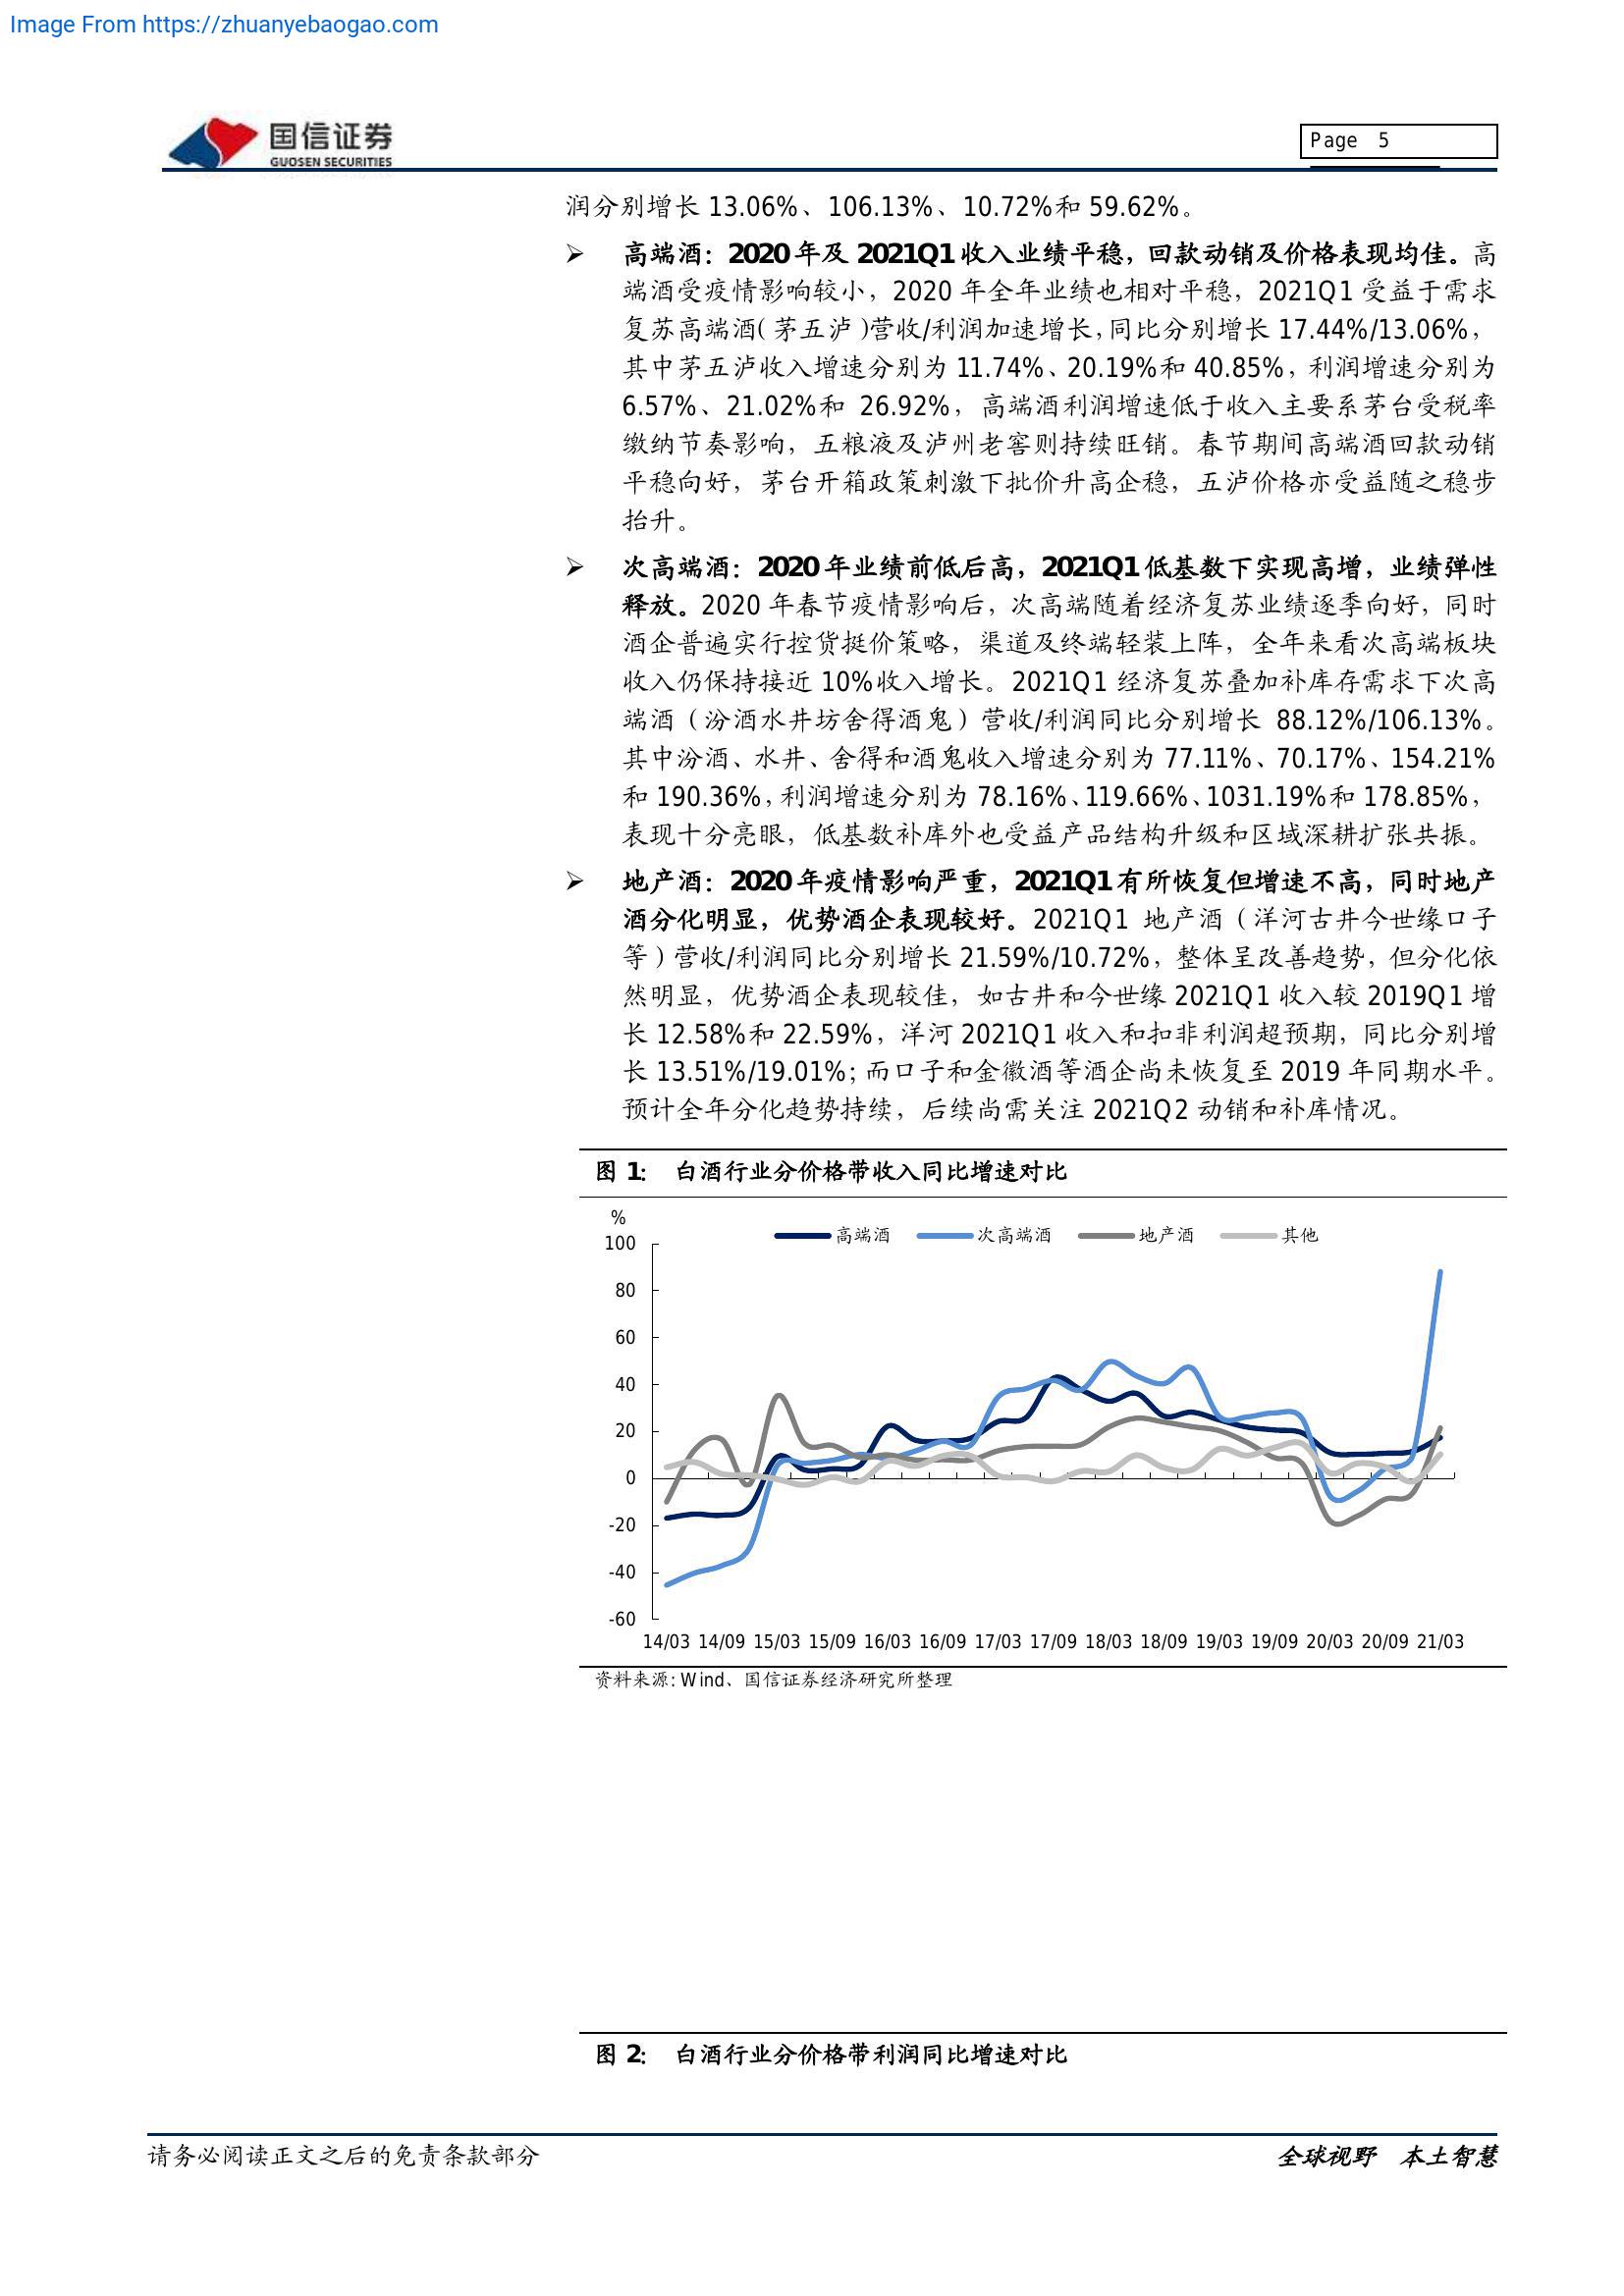 Image From https://zhuanyebaogao.com
国信证券
GUOSEN SECURITIES
Page 5
润分别增长 13.06%、106.13%、10.72%和 59.62%。
➢ 高端酒：2020 年及 2021Q1 收入业绩平稳，回款动销及价格表现均佳。高
端酒受疫情影响较小，2020 年全年业绩也相对平稳，2021Q1 受益于需求
复苏高端酒（茅五泸）营收/利润加速增长，同比分别增长 17.44%/13.06%，
其中茅五泸收入增速分别为 11.74%、20.19%和 40.85%，利润增速分别为
6.57%、21.02%和 26.92%，高端酒利润增速低于收入主要系茅台受税率
缴纳节奏影响，五粮液及泸州老窖则持续旺销。春节期间高端酒回款动销
平稳向好，茅台开箱政策刺激下批价升高企稳，五泸价格亦受益随之稳步
抬升。
➢ 次高端酒：2020 年业绩前低后高，2021Q1 低基数下实现高增，业绩弹性
释放。2020 年春节疫情影响后，次高端随着经济复苏业绩逐季向好，同时
酒企普遍实行控货挺价策略，渠道及终端轻装上阵，全年来看次高端板块
收入仍保持接近 10%收入增长。2021Q1 经济复苏叠加补库存需求下次高
端酒（汾酒水井坊舍得酒鬼）营收/利润同比分别增长 88.12%/106.13%。
其中汾酒、水井、舍得和酒鬼收入增速分别为 77.11%、70.17%、154.21%
和 190.36%，利润增速分别为 78.16%、119.66%、1031.19%和 178.85%，
表现十分亮眼，低基数补库外也受益产品结构升级和区域深耕扩张共振。
➢ 地产酒：2020 年疫情影响严重，2021Q1 有所恢复但增速不高，同时地产
酒分化明显，优势酒企表现较好。2021Q1 地产酒（洋河古井今世缘口子
等）营收/利润同比分别增长 21.59%/10.72%，整体呈改善趋势，但分化依
然明显，优势酒企表现较佳，如古井和今世缘 2021Q1 收入较 2019Q1 增
长 12.58%和 22.59%，洋河 2021Q1 收入和扣非利润超预期，同比分别增
长 13.51%/19.01%；而口子和金徽酒等酒企尚未恢复至 2019 年同期水平。
预计全年分化趋势持续，后续尚需关注 2021Q2 动销和补库情况。
图 1： 白酒行业分价格带收入同比增速对比
%
高端酒 次高端酒 地产酒 其他
100
80
60
40
20
0
-20
-40
-60
14/03 14/09 15/03 15/09 16/03 16/09 17/03 17/09 18/03 18/09 19/03 19/09 20/03 20/09 21/03
资料来源：Wind、国信证券经济研究所整理
图 2： 白酒行业分价格带利润同比增速对比
请务必阅读正文之后的免责条款部分
全球视野 本土智慧